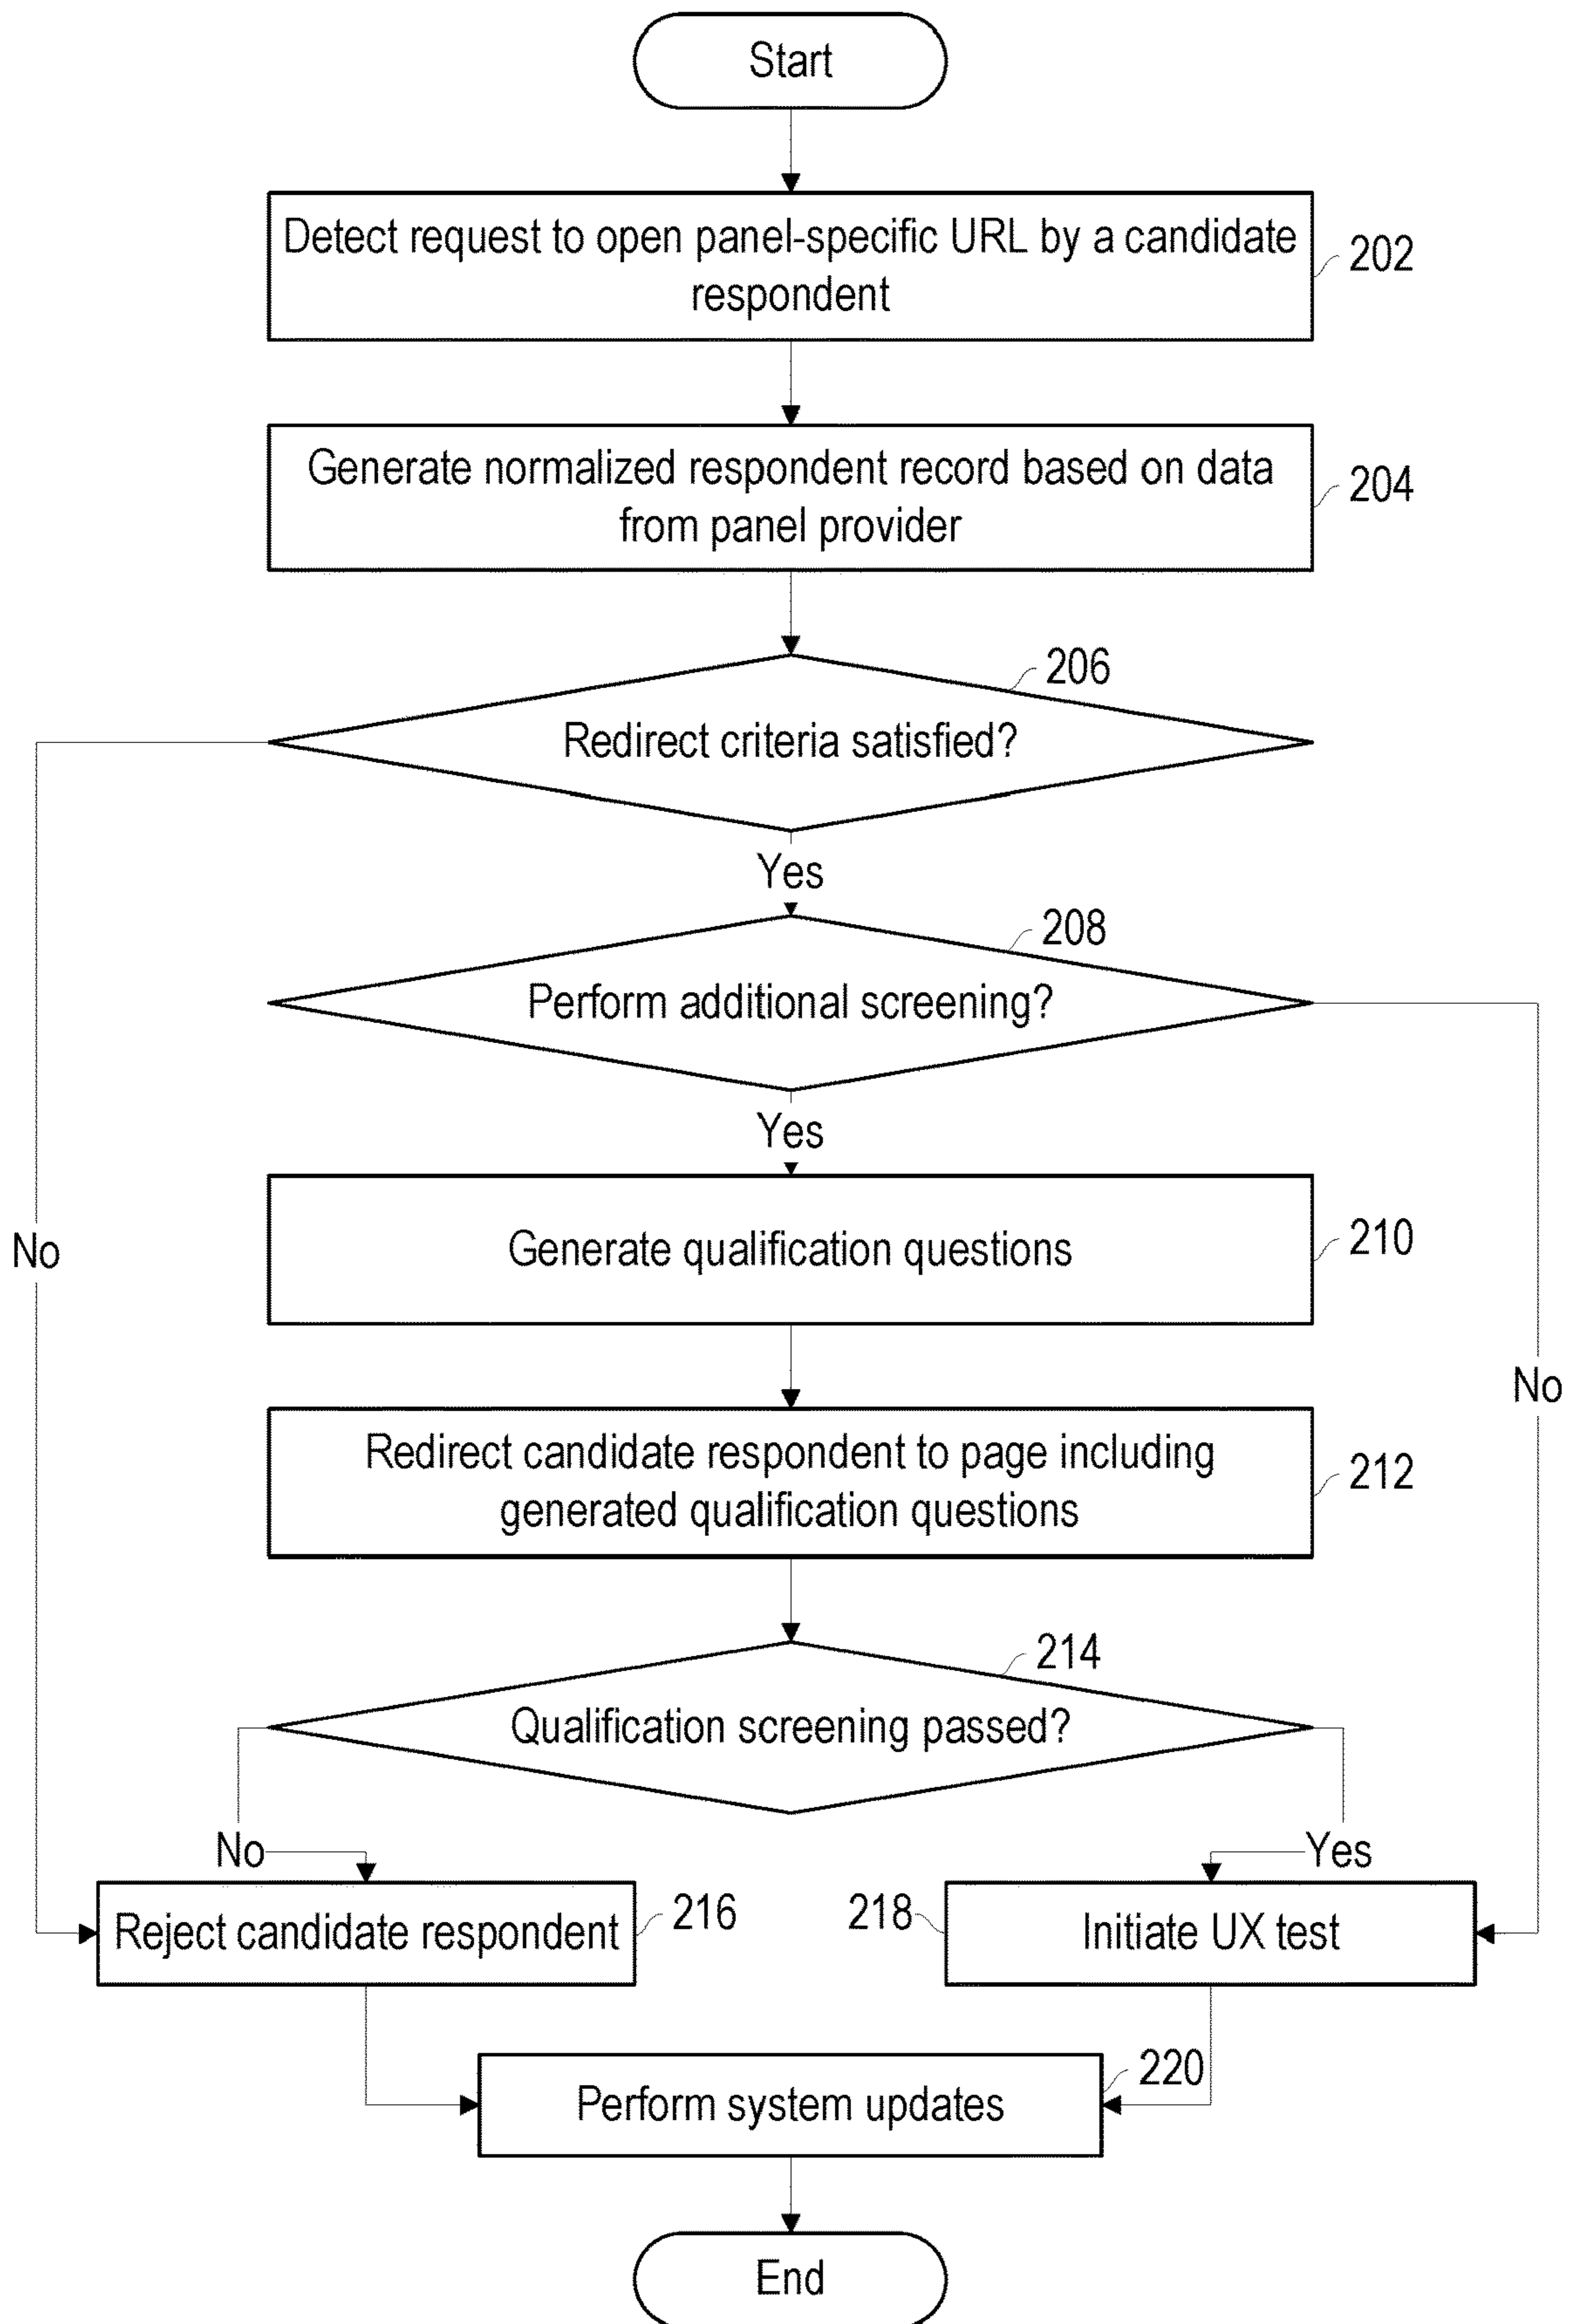 Start
Detect request to open panel-specific URL by a candidate
respondent
202
Generate normalized respondent record based on data
from panel provider
204
206
Redirect criteria satisfied?
Yes
208
Perform additional screening?
Yes
No
Generate qualification questions
210
No
Redirect candidate respondent to page including
generated qualification questions
212
214
Qualification screening passed?
No
Yes
Reject candidate respondent
216
218
Initiate UX test
220
Perform system updates
End